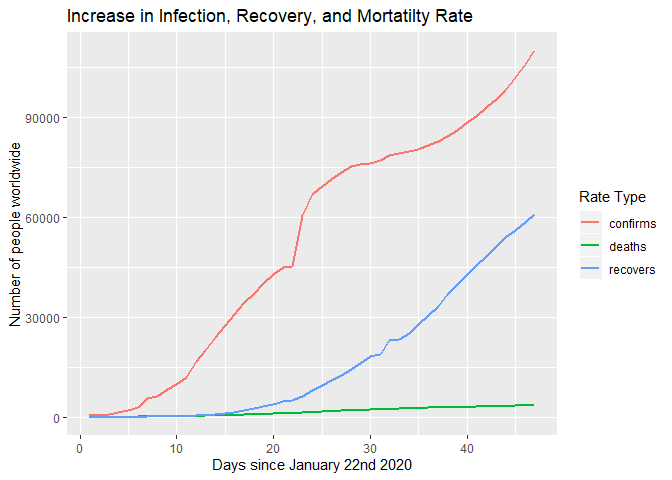 Increase in Infection, Recovery, and Mortatilty Rate
Number of people worldwide
90000
60000
30000
0
0 10 20 30 40
Days since January 22nd 2020
Rate Type
confirms
deaths
recovers